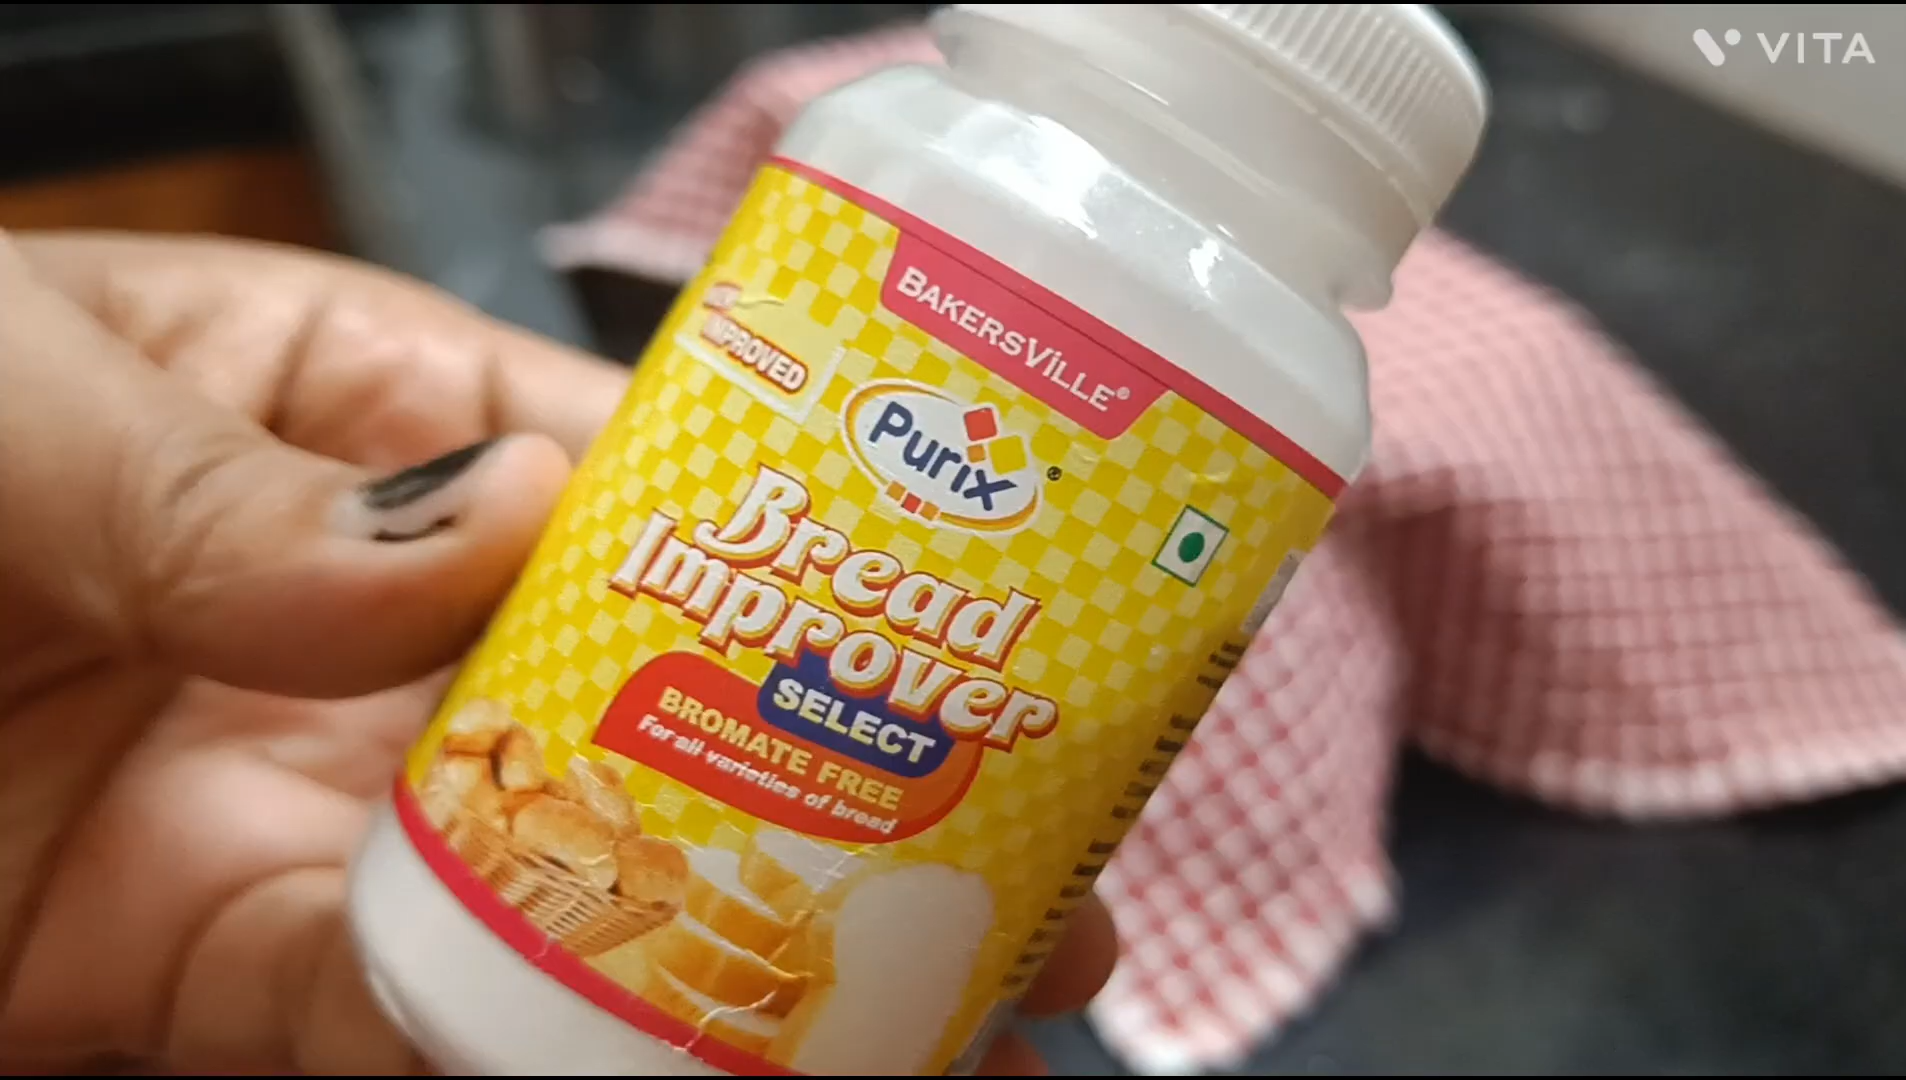 VITA
BAKERSVILLE®
IMPROVED
Purix®
Bread
Improver
SELECT
BROMATE FREE
For all varieties of bread